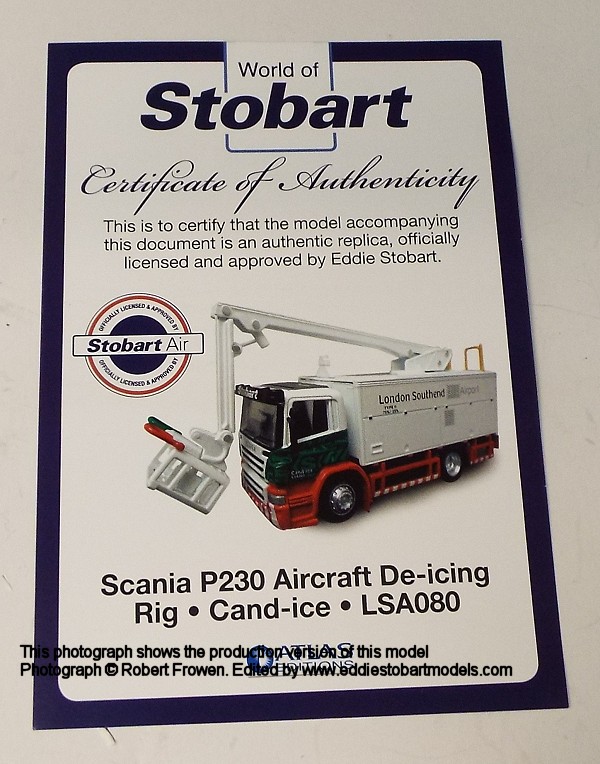 World of
Stobart
Certificate of Authenticity
This is to certify that the model accompanying
this document is an authentic replica, officially
licensed and approved by Eddie Stobart.
OFFICIALLY LICENSED & APPROVED BY
Stobart Air
OFFICIALLY LICENSED & APPROVED BY
London Southend Airport
Stobart
Scania P230 Aircraft De-icing
Rig • Cand-ice • LSA080
ATLAS
EDITIONS
This photograph shows the production version of this model
Photograph © Robert Frowen. Edited by www.eddiestobartmodels.com